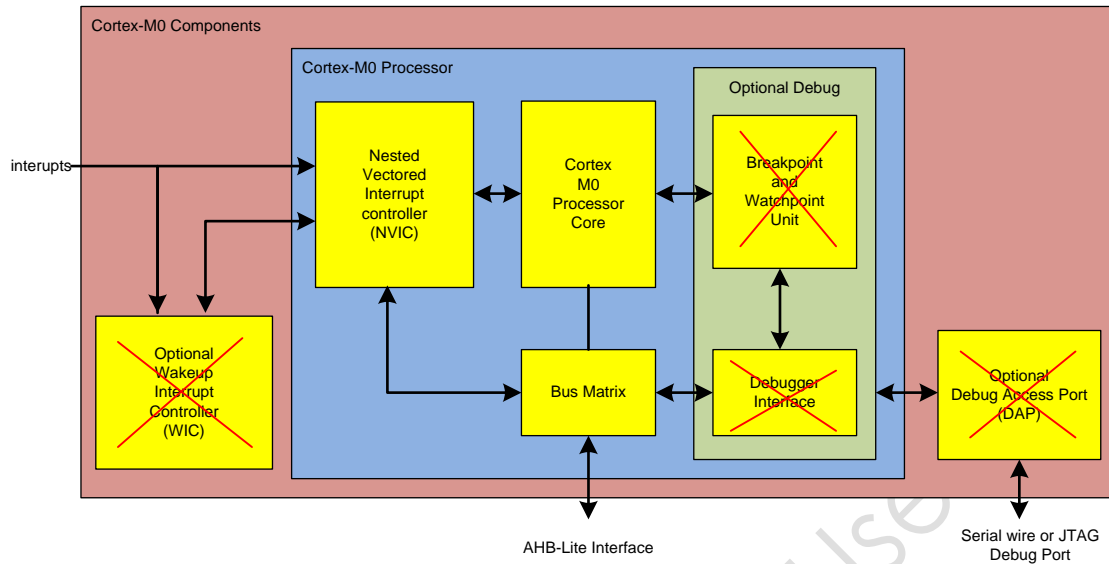 Cortex-M0 Components
Cortex-M0 Processor
Optional Debug
interupts
Nested
Vectored
Interrupt
controller
(NVIC)
Cortex
M0
Processor
Core
Breakpoint
and
Watchpoint
Unit
Optional
Wakeup
Interrupt
Controller
(WIC)
Bus Matrix
Debugger
Interface
Optional
Debug Access Port
(DAP)
AHB-Lite Interface
Serial wire or JTAG
Debug Port
Use